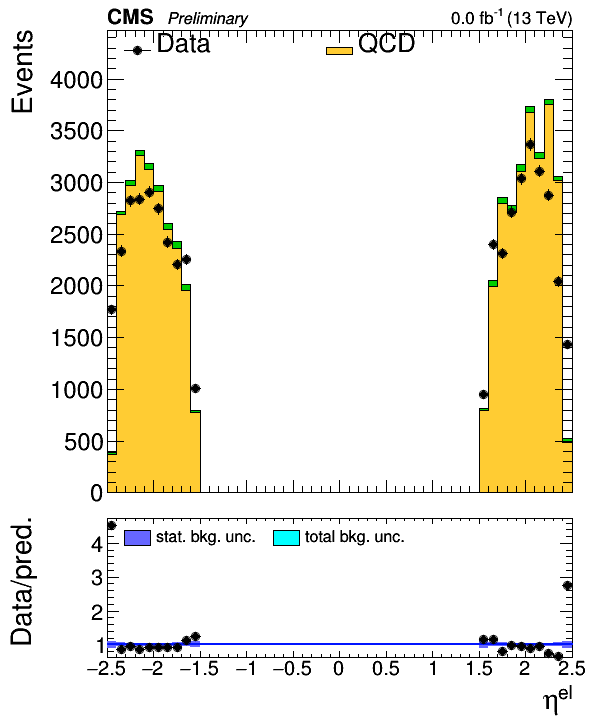 CMS Preliminary 0.0 fb⁻¹ (13 TeV)
Events
Data QCD
4000
3500
3000
2500
2000
1500
1000
500
0
Data/pred.
stat. bkg. unc. total bkg. unc.
4
3
2
1
−2.5 −2 −1.5 −1 −0.5 0 0.5 1 1.5 2 2.5
η^el